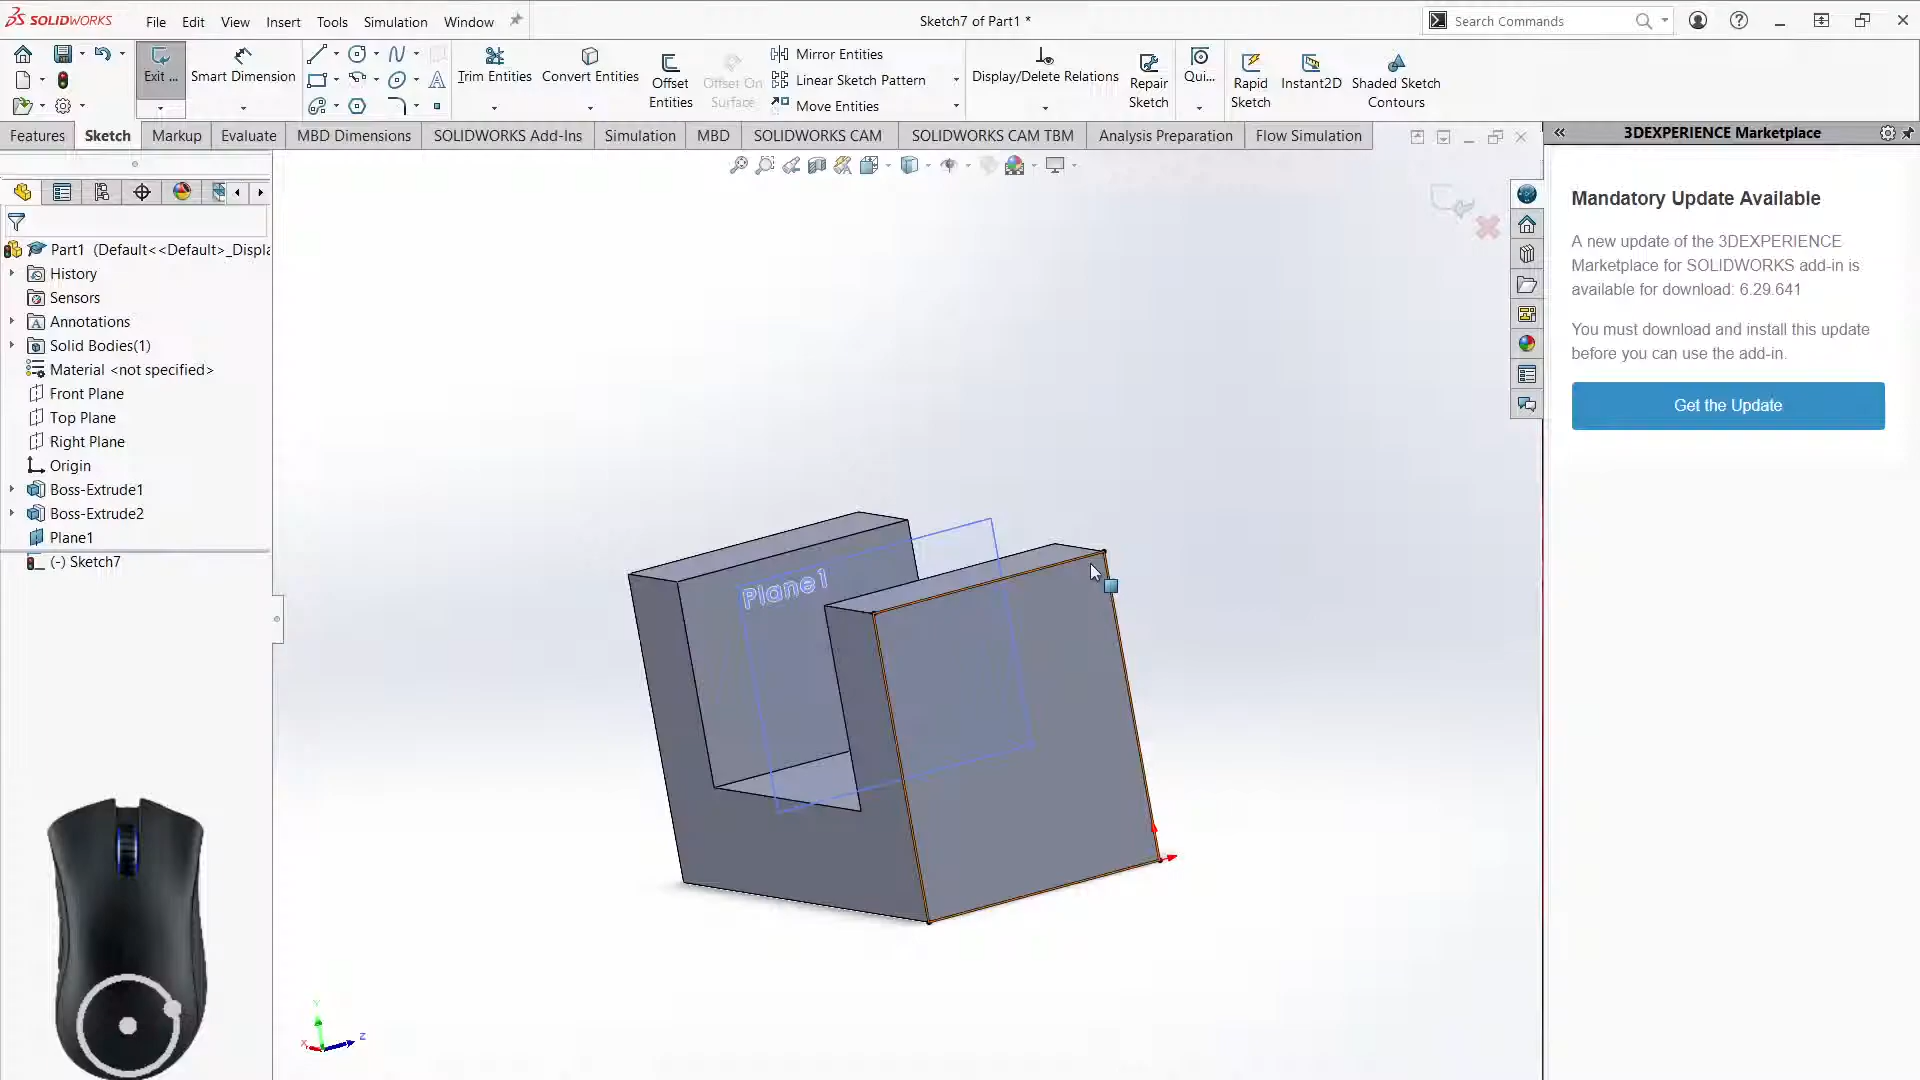 SOLIDWORKS
File Edit View Insert Tools Simulation Window
Sketch7 of Part1 *
Search Commands
Exit ...
Smart Dimension
Trim Entities
Convert Entities
Offset Entities
Offset On Surface
Mirror Entities
Linear Sketch Pattern
Move Entities
Display/Delete Relations
Repair Sketch
Qui...
Rapid Sketch
Instant2D
Shaded Sketch Contours
Features Sketch Markup Evaluate MBD Dimensions SOLIDWORKS Add-Ins Simulation MBD SOLIDWORKS CAM SOLIDWORKS CAM TBM Analysis Preparation Flow Simulation
3DEXPERIENCE Marketplace
Part1 (Default<<Default>_Displa
History
Sensors
Annotations
Solid Bodies(1)
Material <not specified>
Front Plane
Top Plane
Right Plane
Origin
Boss-Extrude1
Boss-Extrude2
Plane1
(-) Sketch7
Plane1
Y
X
Z
Mandatory Update Available
A new update of the 3DEXPERIENCE
Marketplace for SOLIDWORKS add-in is
available for download: 6.29.641
You must download and install this update
before you can use the add-in.
Get the Update